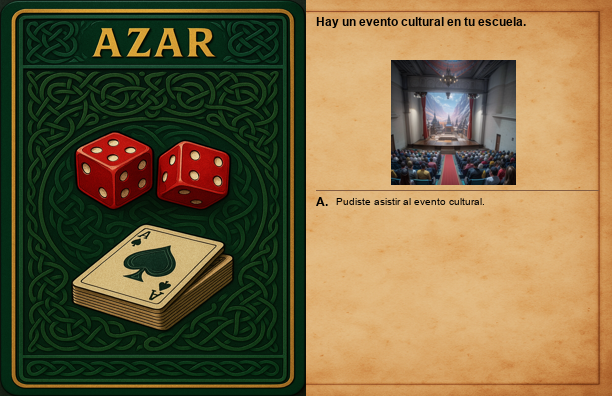 AZAR
Hay un evento cultural en tu escuela.
A. Pudiste asistir al evento cultural.
A
A